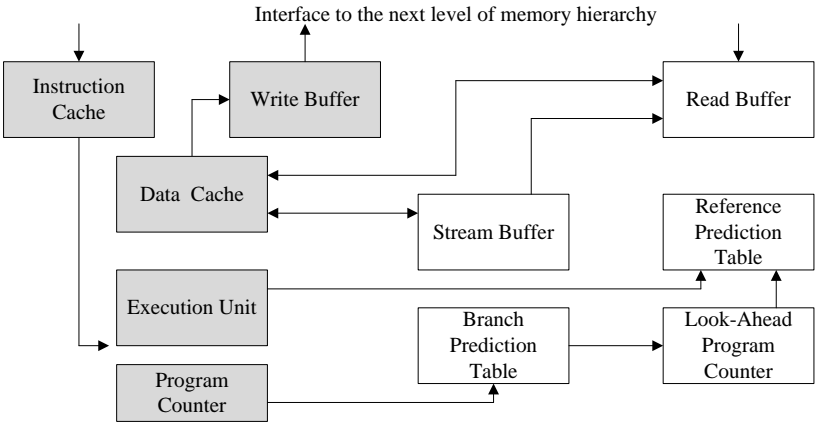 Interface to the next level of memory hierarchy
Instruction
Cache
Write Buffer
Read Buffer
Data Cache
Stream Buffer
Reference
Prediction
Table
Execution Unit
Branch
Prediction
Table
Look-Ahead
Program
Counter
Program
Counter